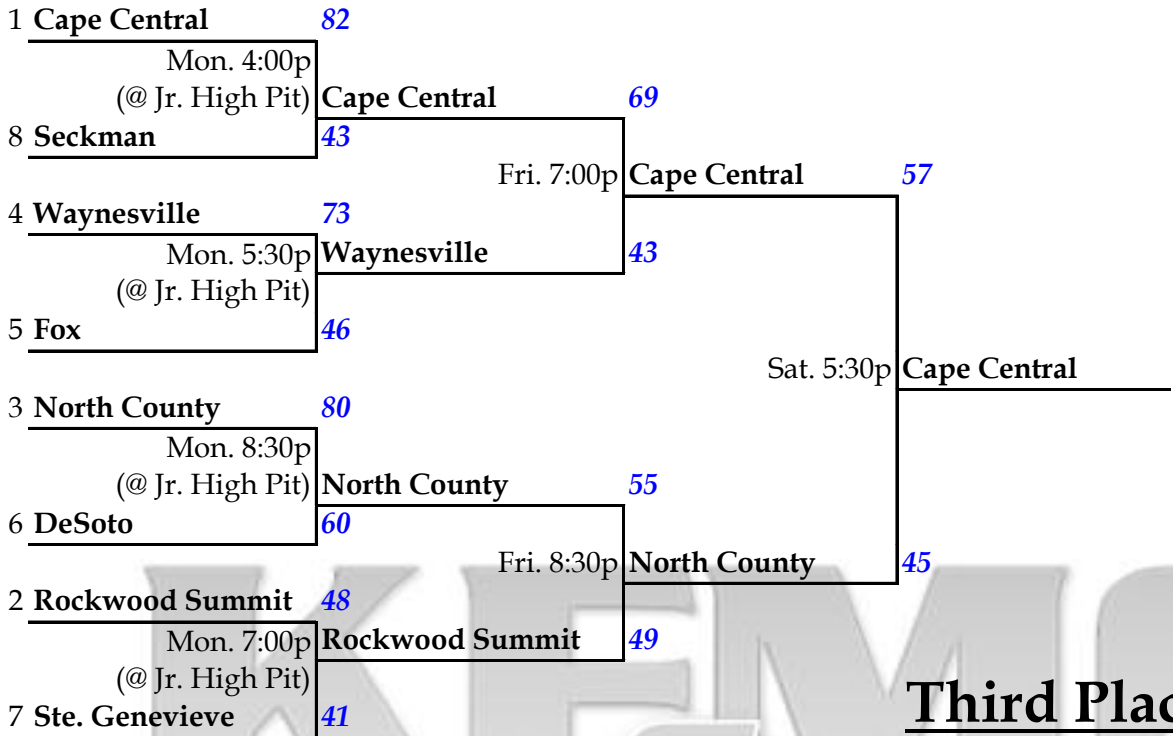 1 Cape Central 82
Mon. 4:00p
(@ Jr. High Pit) Cape Central 69
8 Seckman 43
Fri. 7:00p Cape Central 57
4 Waynesville 73
Mon. 5:30p Waynesville 43
(@ Jr. High Pit)
5 Fox 46
Sat. 5:30p Cape Central
3 North County 80
Mon. 8:30p
(@ Jr. High Pit) North County 55
6 DeSoto 60
Fri. 8:30p North County 45
2 Rockwood Summit 48
Mon. 7:00p Rockwood Summit 49
(@ Jr. High Pit)
7 Ste. Genevieve 41
Third